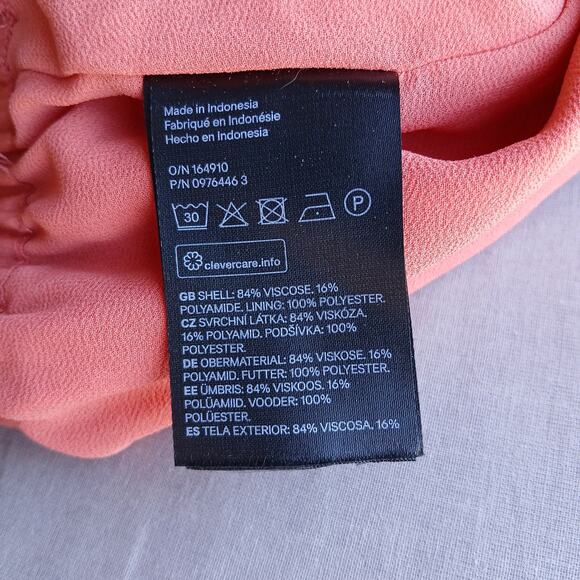 Made in Indonesia
Fabriqué en Indonésie
Hecho en Indonesia
O/N 164910
P/N 0976446 3
30
P
clevercare.info
GB SHELL: 84% VISCOSE. 16%
POLYAMIDE. LINING: 100% POLYESTER.
CZ SVRCHNÍ LÁTKA: 84% VISKÓZA.
16% POLYAMID. PODŠÍVKA: 100%
POLYESTER.
DE OBERMATERIAL: 84% VISKOSE. 16%
POLYAMID. FUTTER: 100% POLYESTER.
EE ÜMBRIS: 84% VISKOOS. 16%
POLÜAMIID. VOODER: 100%
POLÜESTER.
ES TELA EXTERIOR: 84% VISCOSA. 16%